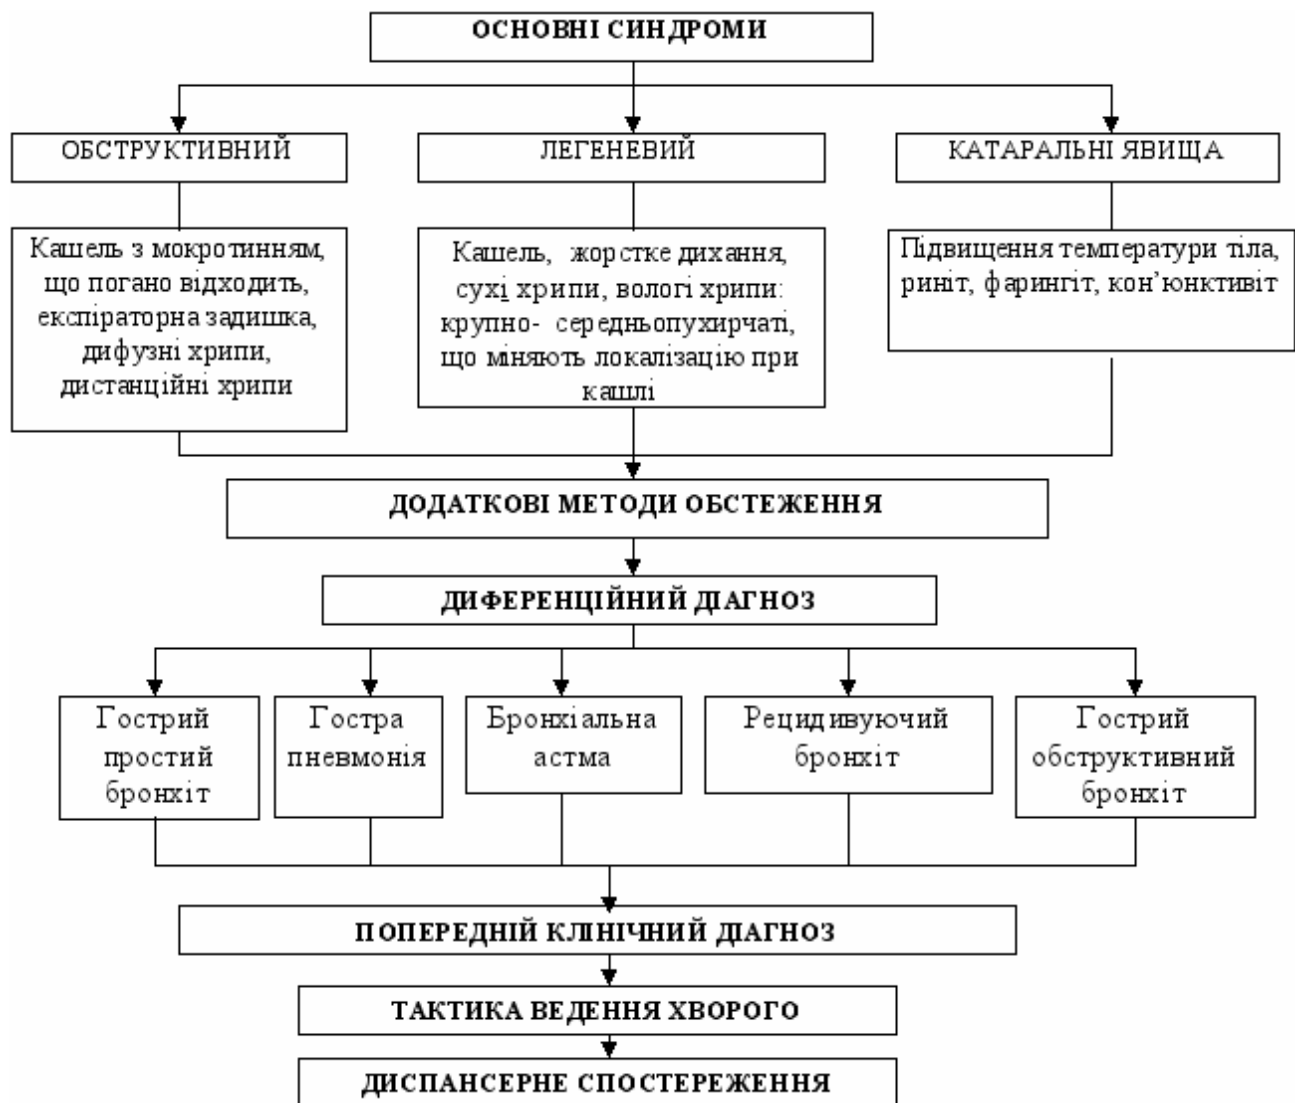 ОСНОВНІ СИНДРОМИ
ОБСТРУКТИВНИЙ
ЛЕГЕНЕВИЙ
КАТАРАЛЬНІ ЯВИЩА
Кашель з мокротинням,
що погано відходить,
експіраторна задишка,
дифузні хрипи,
дистанційні хрипи
Кашель, жорстке дихання,
сухі хрипи, вологі хрипи:
крупно- середньопухирчаті,
що міняють локалізацію при
кашлі
Підвищення температури тіла,
риніт, фарингіт, кон’юнктивіт
ДОДАТКОВІ МЕТОДИ ОБСТЕЖЕННЯ
ДИФЕРЕНЦІЙНИЙ ДІАГНОЗ
Гострий
простий
бронхіт
Гостра
пневмонія
Бронхіальна
астма
Рецидивуючий
бронхіт
Гострий
обструктивний
бронхіт
ПОПЕРЕДНІЙ КЛІНІЧНИЙ ДІАГНОЗ
ТАКТИКА ВЕДЕННЯ ХВОРОГО
ДИСПАНСЕРНЕ СПОСТЕРЕЖЕННЯ